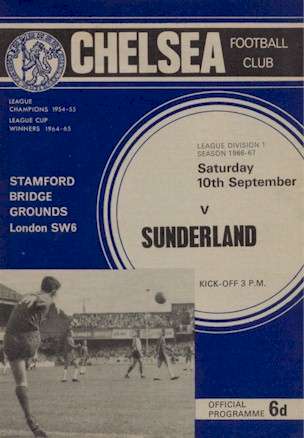 CHELSEA FOOTBALL CLUB
LEAGUE
CHAMPIONS 1954-55
LEAGUE CUP
WINNERS 1964-65
LEAGUE DIVISION 1
SEASON 1966-67
Saturday
10th September
V
SUNDERLAND
KICK-OFF 3 P.M.
STAMFORD
BRIDGE
GROUNDS
London SW6
OFFICIAL
PROGRAMME 6d